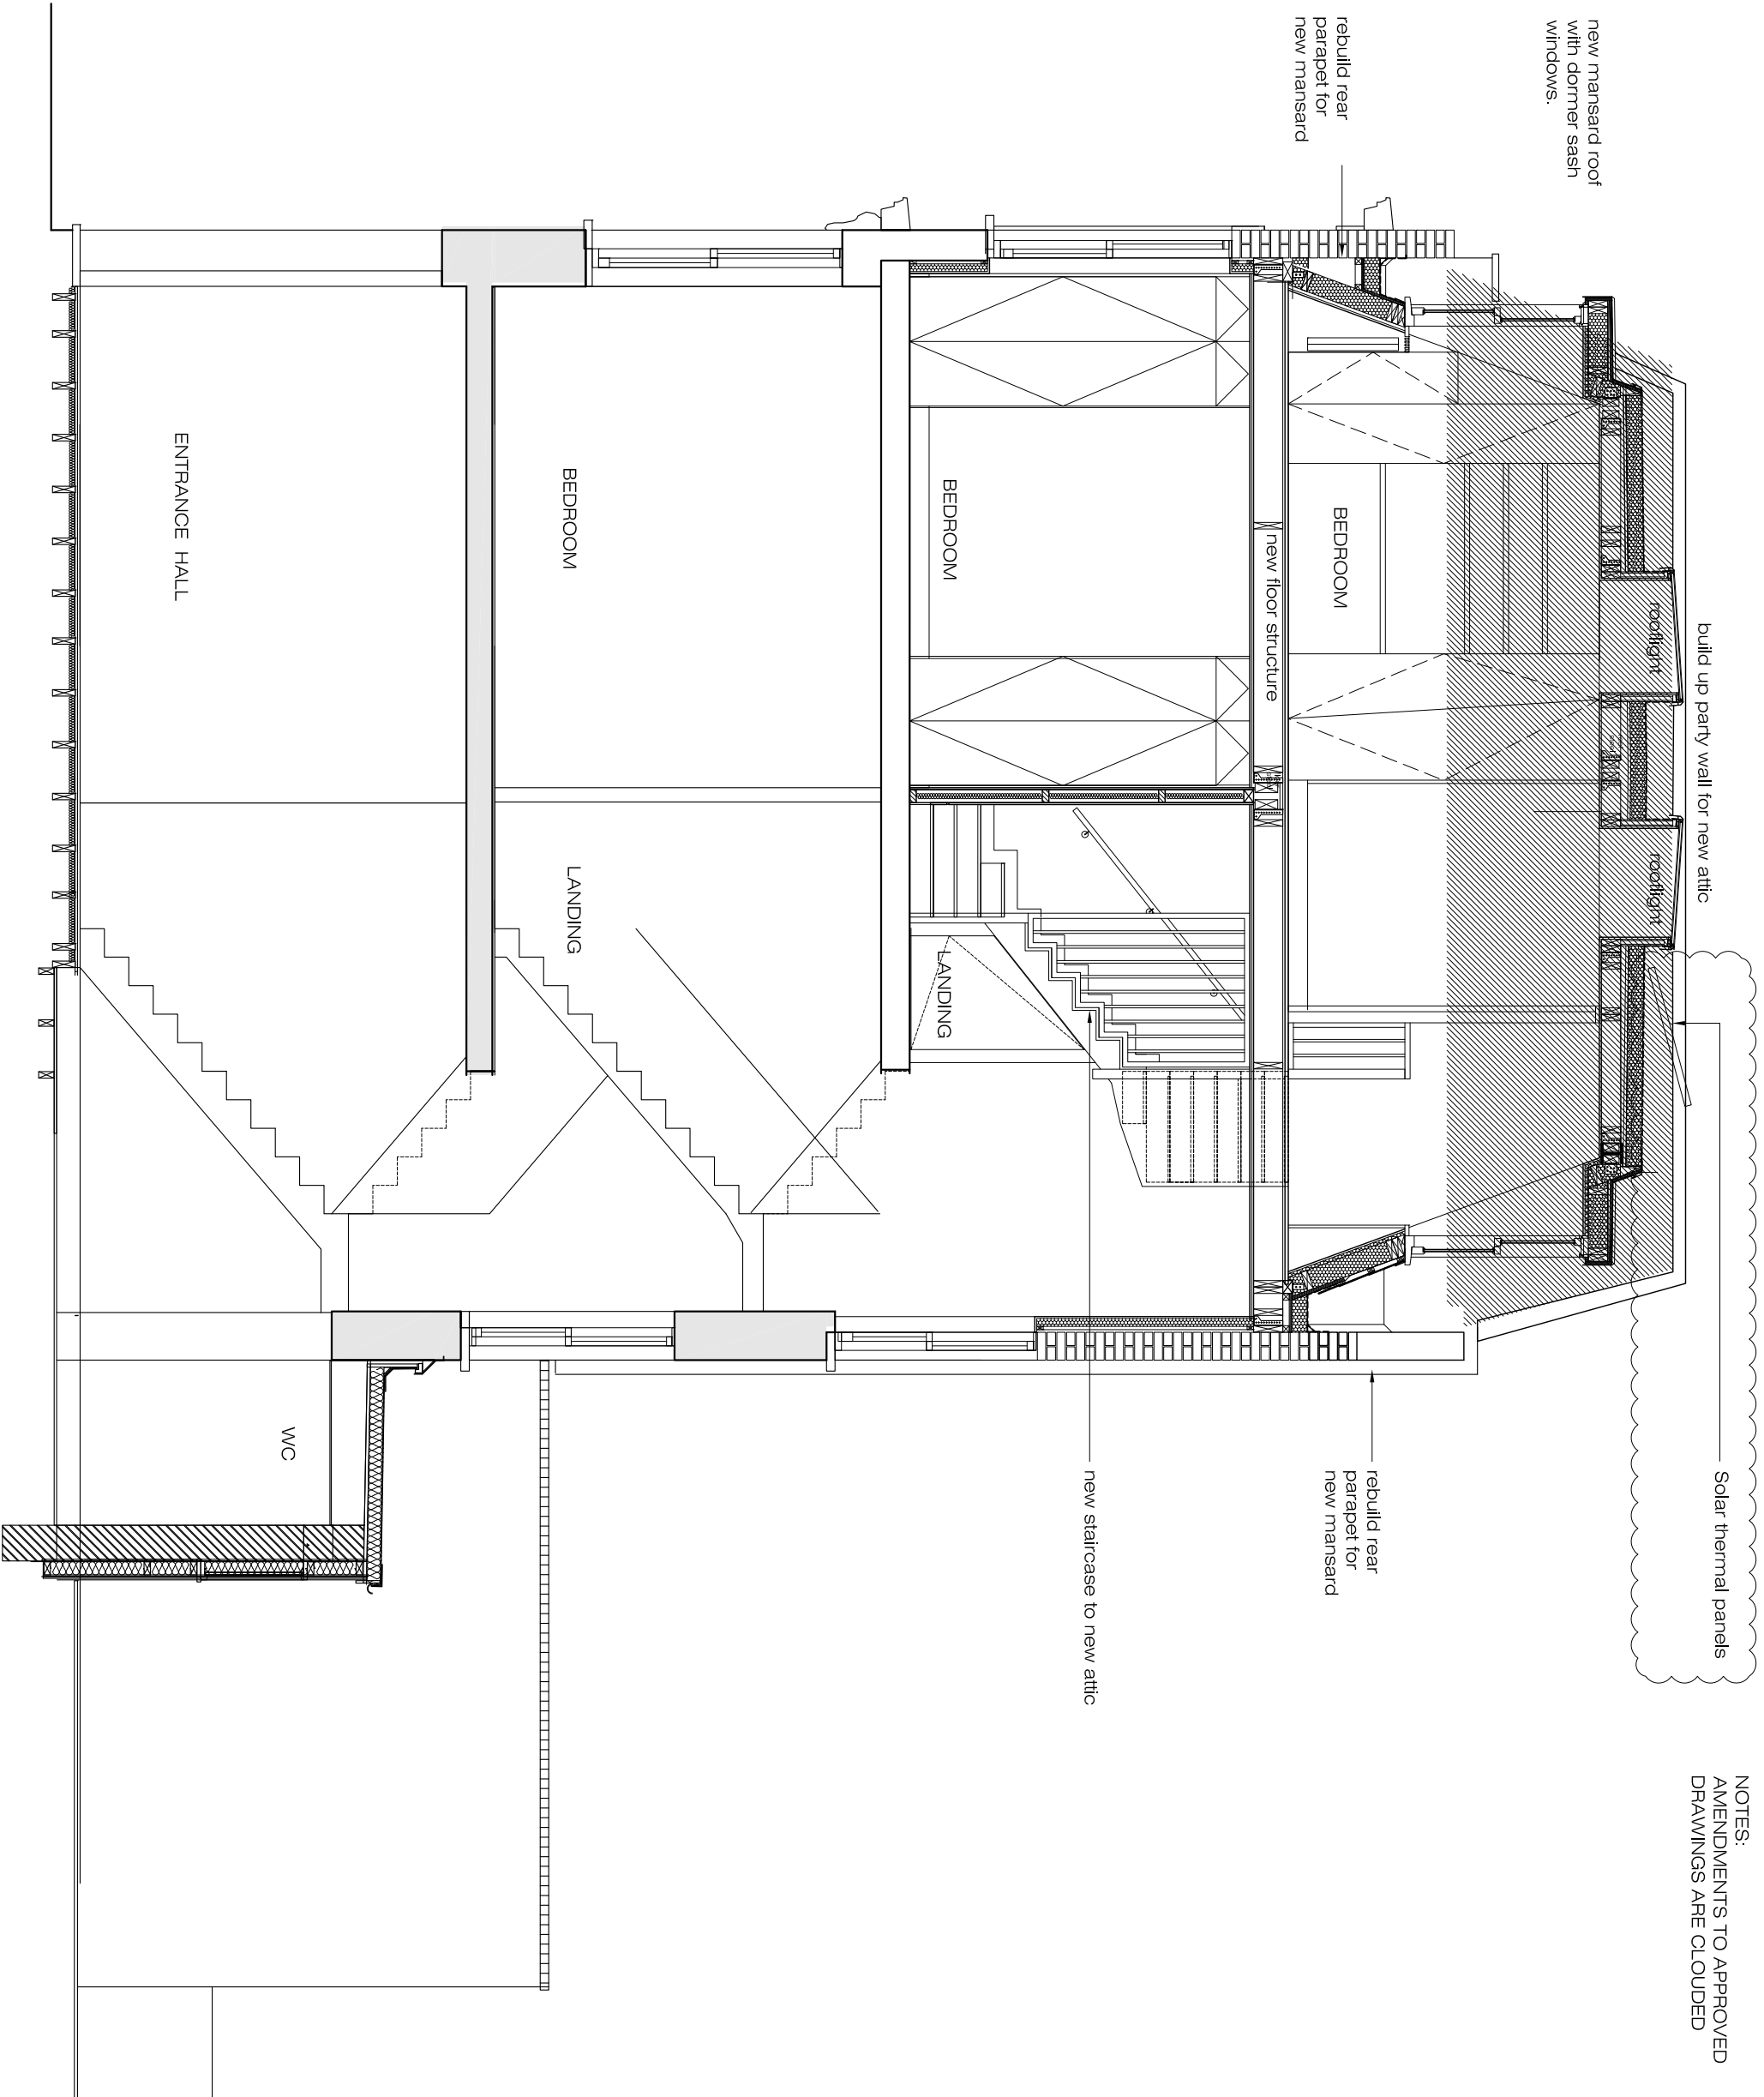 NOTES:
AMENDMENTS TO APPROVED
DRAWINGS ARE CLOUDED
Solar thermal panels
build up party wall for new attic
new mansard roof
with dormer sash
windows.
rooflight
rooflight
rebuild rear
parapet for
new mansard
BEDROOM
rebuild rear
parapet for
new mansard
new floor structure
BEDROOM
LANDING
new staircase to new attic
BEDROOM
LANDING
ENTRANCE HALL
WC